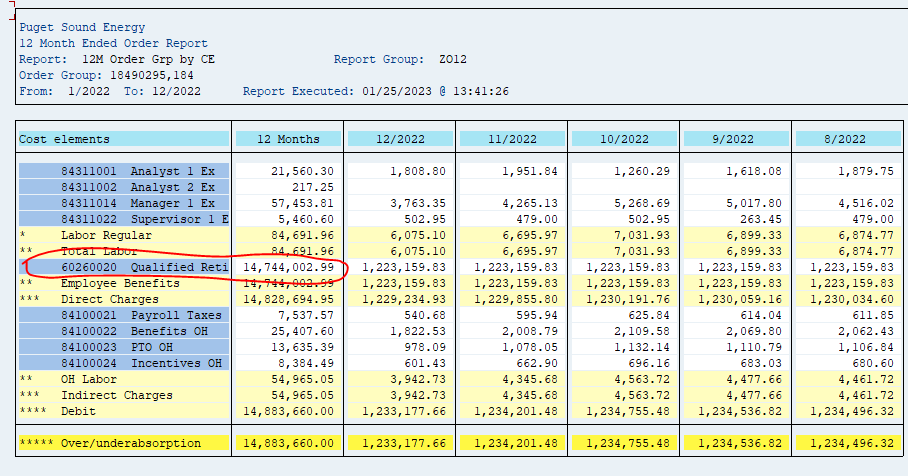 Puget Sound Energy
12 Month Ended Order Report
Report: 12M Order Grp by CE Report Group: ZO12
Order Group: 18490295,184
From: 1/2022 To: 12/2022 Report Executed: 01/25/2023 @ 13:41:26
Cost elements 12 Months 12/2022 11/2022 10/2022 9/2022 8/2022
84311001 Analyst 1 Ex 21,560.30 1,808.80 1,951.84 1,260.29 1,618.08 1,879.75
84311002 Analyst 2 Ex 217.25
84311014 Manager 1 Ex 57,453.81 3,763.35 4,265.13 5,268.69 5,017.80 4,516.02
84311022 Supervisor 1 E 5,460.60 502.95 479.00 502.95 263.45 479.00
* Labor Regular 84,691.96 6,075.10 6,695.97 7,031.93 6,899.33 6,874.77
** Total Labor 84,691.96 6,075.10 6,695.97 7,031.93 6,899.33 6,874.77
60260020 Qualified Reti 14,744,002.99 1,223,159.83 1,223,159.83 1,223,159.83 1,223,159.83 1,223,159.83
** Employee Benefits 14,744,002.99 1,223,159.83 1,223,159.83 1,223,159.83 1,223,159.83 1,223,159.83
*** Direct Charges 14,828,694.95 1,229,234.93 1,229,855.80 1,230,191.76 1,230,059.16 1,230,034.60
84100021 Payroll Taxes 7,537.57 540.68 595.94 625.84 614.04 611.85
84100022 Benefits OH 25,407.60 1,822.53 2,008.79 2,109.58 2,069.80 2,062.43
84100023 PTO OH 13,635.39 978.09 1,078.05 1,132.14 1,110.79 1,106.84
84100024 Incentives OH 8,384.49 601.43 662.90 696.16 683.03 680.60
** OH Labor 54,965.05 3,942.73 4,345.68 4,563.72 4,477.66 4,461.72
*** Indirect Charges 54,965.05 3,942.73 4,345.68 4,563.72 4,477.66 4,461.72
**** Debit 14,883,660.00 1,233,177.66 1,234,201.48 1,234,755.48 1,234,536.82 1,234,496.32
***** Over/underabsorption 14,883,660.00 1,233,177.66 1,234,201.48 1,234,755.48 1,234,536.82 1,234,496.32